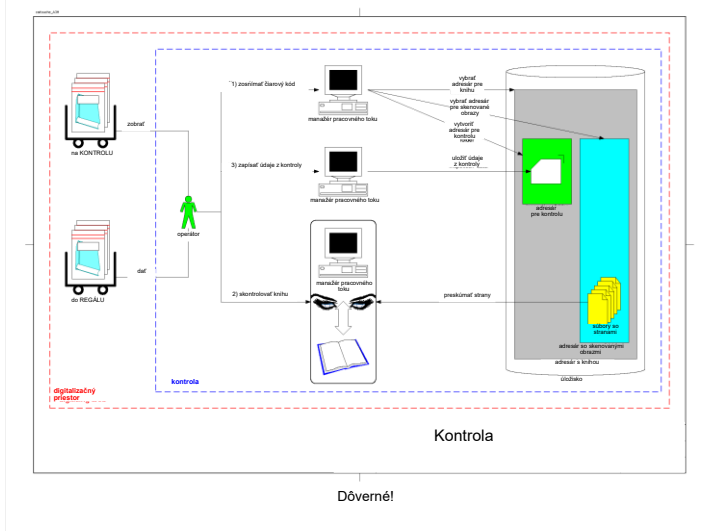 1) zosnímať čiarový kód
manažér pracovného toku
vybrať
adresár pre
knihu
vybrať adresár
pre skenované
obrazy
vytvoriť
adresár pre
kontrolu
zobrať
na KONTROLU
3) zapísať údaje z kontroly
manažér pracovného toku
uložiť údaje
z kontroly
adresár
pre kontrolu
operátor
dať
do REGÁLU
2) skontrolovať knihu
manažér pracovného
toku
preskúmať strany
súbory so
stranami
adresár so skenovanými
obrazmi
adresár s knihou
úložisko
kontrola
digitalizačný
priestor
Kontrola
Dôverné!